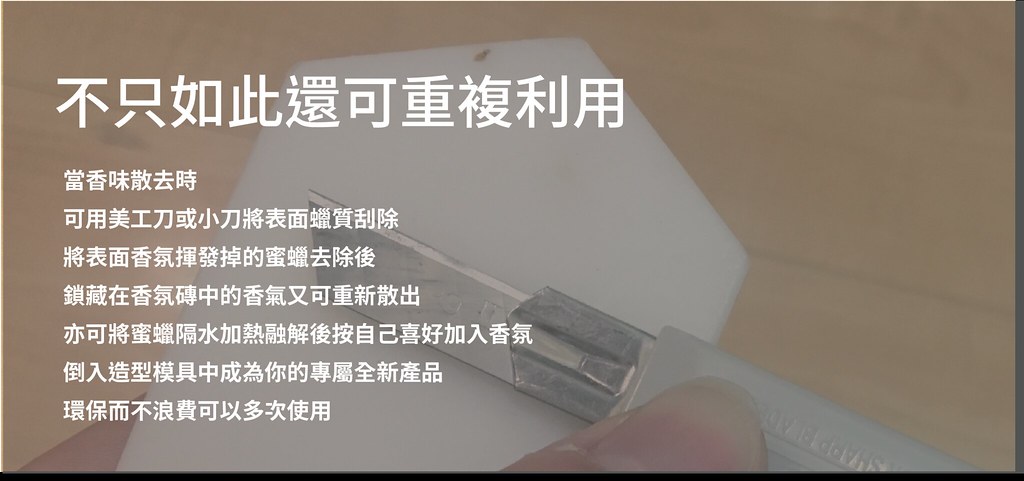 不只如此還可重複利用
當香味散去時
可用美工刀或小刀將表面蠟質刮除
將表面香氛揮發掉的蜜蠟去除後
鎖藏在香氛磚中的香氣又可重新散出
亦可將蜜蠟隔水加熱融解後按自己喜好加入香氛
倒入造型模具中成為你的專屬全新產品
環保而不浪費可以多次使用